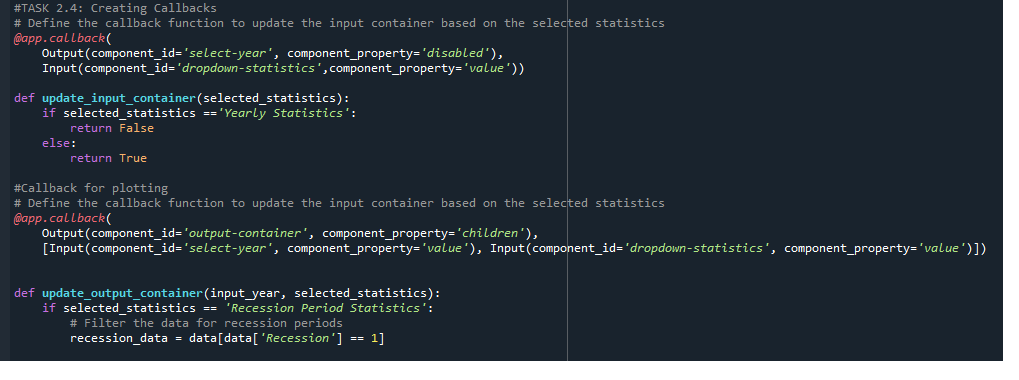 #TASK 2.4: Creating Callbacks
# Define the callback function to update the input container based on the selected statistics
@app.callback(
    Output(component_id='select-year', component_property='disabled'),
    Input(component_id='dropdown-statistics',component_property='value'))
def update_input_container(selected_statistics):
    if selected_statistics =='Yearly Statistics':
        return False
    else:
        return True
#Callback for plotting
# Define the callback function to update the input container based on the selected statistics
@app.callback(
    Output(component_id='output-container', component_property='children'),
    [Input(component_id='select-year', component_property='value'), Input(component_id='dropdown-statistics', component_property='value')])
def update_output_container(input_year, selected_statistics):
    if selected_statistics == 'Recession Period Statistics':
        # Filter the data for recession periods
        recession_data = data[data['Recession'] == 1]